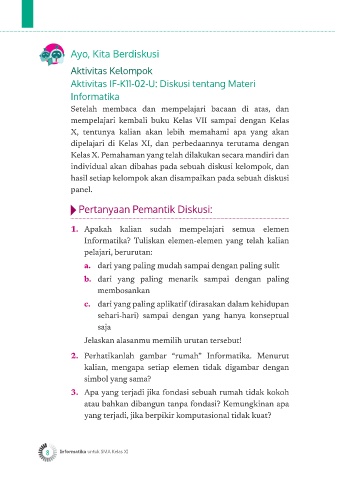 Ayo, Kita Berdiskusi
Aktivitas Kelompok
Aktivitas IF-K11-02-U: Diskusi tentang Materi
Informatika
Setelah membaca dan mempelajari bacaan di atas, dan
mempelajari kembali buku Kelas VII sampai dengan Kelas
X, tentunya kalian akan lebih memahami apa yang akan
dipelajari di Kelas XI, dan perbedaannya terutama dengan
Kelas X. Pemahaman yang telah dilakukan secara mandiri dan
individual akan dibahas pada sebuah diskusi kelompok, dan
hasil setiap kelompok akan disampaikan pada sebuah diskusi
panel.
Pertanyaan Pemantik Diskusi:
1. Apakah kalian sudah mempelajari semua elemen
Informatika? Tuliskan elemen-elemen yang telah kalian
pelajari, berurutan:
a. dari yang paling mudah sampai dengan paling sulit
b. dari yang paling menarik sampai dengan paling
membosankan
c. dari yang paling aplikatif (dirasakan dalam kehidupan
sehari-hari) sampai dengan yang hanya konseptual
saja
Jelaskan alasanmu memilih urutan tersebut!
2. Perhatikanlah gambar “rumah” Informatika. Menurut
kalian, mengapa setiap elemen tidak digambar dengan
simbol yang sama?
3. Apa yang terjadi jika fondasi sebuah rumah tidak kokoh
atau bahkan dibangun tanpa fondasi? Kemungkinan apa
yang terjadi, jika berpikir komputasional tidak kuat?
8 Informatika untuk SMA Kelas XI